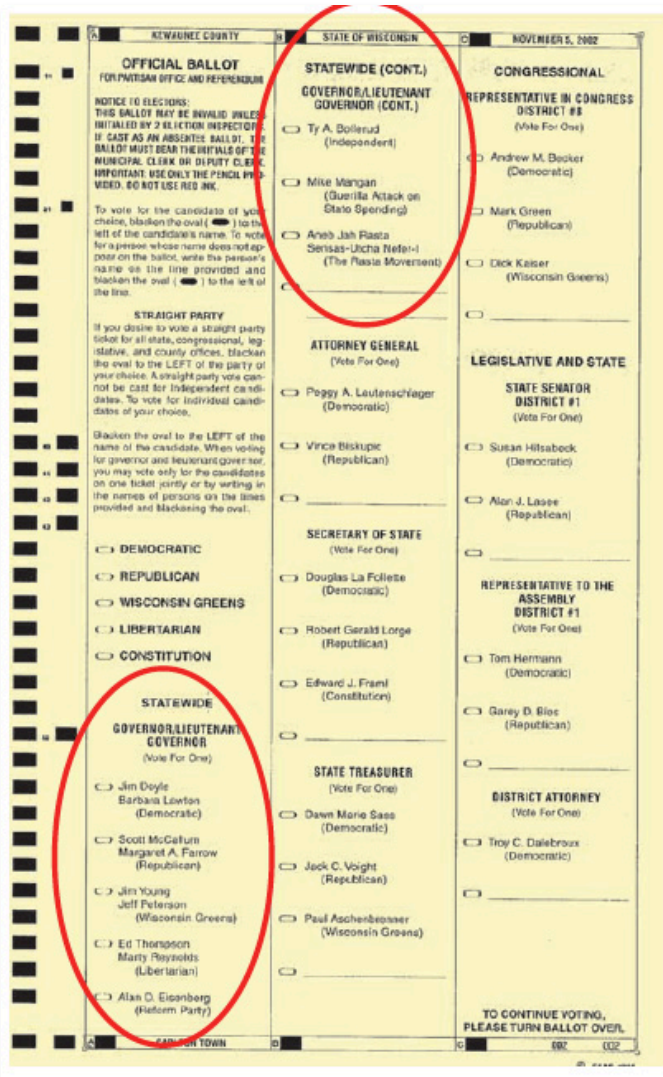 KEWAUNEE COUNTY
STATE OF WISCONSIN
NOVEMBER 5, 2002
OFFICIAL BALLOT
FOR PARTISAN OFFICE AND REFERENDUM
NOTICE TO ELECTORS:
THIS BALLOT MAY BE INVALID UNLESS
INITIALED BY 2 ELECTION INSPECTORS.
IF CAST AS AN ABSENTEE BALLOT, THE
BALLOT MUST BEAR THE INITIALS OF THE
MUNICIPAL CLERK OR DEPUTY CLERK.
IMPORTANT: USE ONLY THE PENCIL PRO-
VIDED. DO NOT USE RED INK.
To vote for the candidate of your
choice, blacken the oval ( ) to the
left of the candidate's name. To vote
for a person whose name does not ap-
pear on the ballot, write the person's
name on the line provided and
blacken the oval ( ) to the left of
the line.
STRAIGHT PARTY
If you desire to vote a straight party
ticket for all state, congressional, leg-
islative, and county offices, blacken
the oval to the LEFT of the party of
your choice. A straight party vote can-
not be cast for Independent candi-
dates. To vote for individual candi-
dates of your choice,
Blacken the oval to the LEFT of the
name of the candidate. When voting
for governor and lieutenant governor,
you may vote only for the candidates
on one ticket jointly or by writing in
the names of persons on the lines
provided and blackening the oval.
DEMOCRATIC
REPUBLICAN
WISCONSIN GREENS
LIBERTARIAN
CONSTITUTION
STATEWIDE
GOVERNOR/LIEUTENANT
GOVERNOR
(Vote For One)
Jim Doyle
Barbara Lawton
(Democratic)
Scott McCallum
Margaret A. Farrow
(Republican)
Jim Young
Jeff Peterson
(Wisconsin Greens)
Ed Thompson
Marty Reynolds
(Libertarian)
Alan D. Eisenberg
(Reform Party)
CARLTON TOWN
STATEWIDE (CONT.)
GOVERNOR/LIEUTENANT
GOVERNOR (CONT.)
Ty A. Bollerud
(Independent)
Mike Mangan
(Guerilla Attack on
State Spending)
Aneb Jah Rasta
Sensas-Utcha Nefer-I
(The Rasta Movement)
ATTORNEY GENERAL
(Vote For One)
Peggy A. Lautenschlager
(Democratic)
Vince Biskupic
(Republican)
SECRETARY OF STATE
(Vote For One)
Douglas La Follette
(Democratic)
Robert Gerald Lorge
(Republican)
Edward J. Frami
(Constitution)
STATE TREASURER
(Vote For One)
Dawn Marie Sass
(Democratic)
Jack C. Voight
(Republican)
Paul Aschenbrenner
(Wisconsin Greens)
CONGRESSIONAL
REPRESENTATIVE IN CONGRESS
DISTRICT #8
(Vote For One)
Andrew M. Becker
(Democratic)
Mark Green
(Republican)
Dick Kaiser
(Wisconsin Greens)
LEGISLATIVE AND STATE
STATE SENATOR
DISTRICT #1
(Vote For One)
Susan Hilsabeck
(Democratic)
Alan J. Lasee
(Republican)
REPRESENTATIVE TO THE
ASSEMBLY
DISTRICT #1
(Vote For One)
Tom Hermann
(Democratic)
Garey D. Bies
(Republican)
DISTRICT ATTORNEY
(Vote For One)
Troy C. Dalebroux
(Democratic)
TO CONTINUE VOTING,
PLEASE TURN BALLOT OVER.
002 002